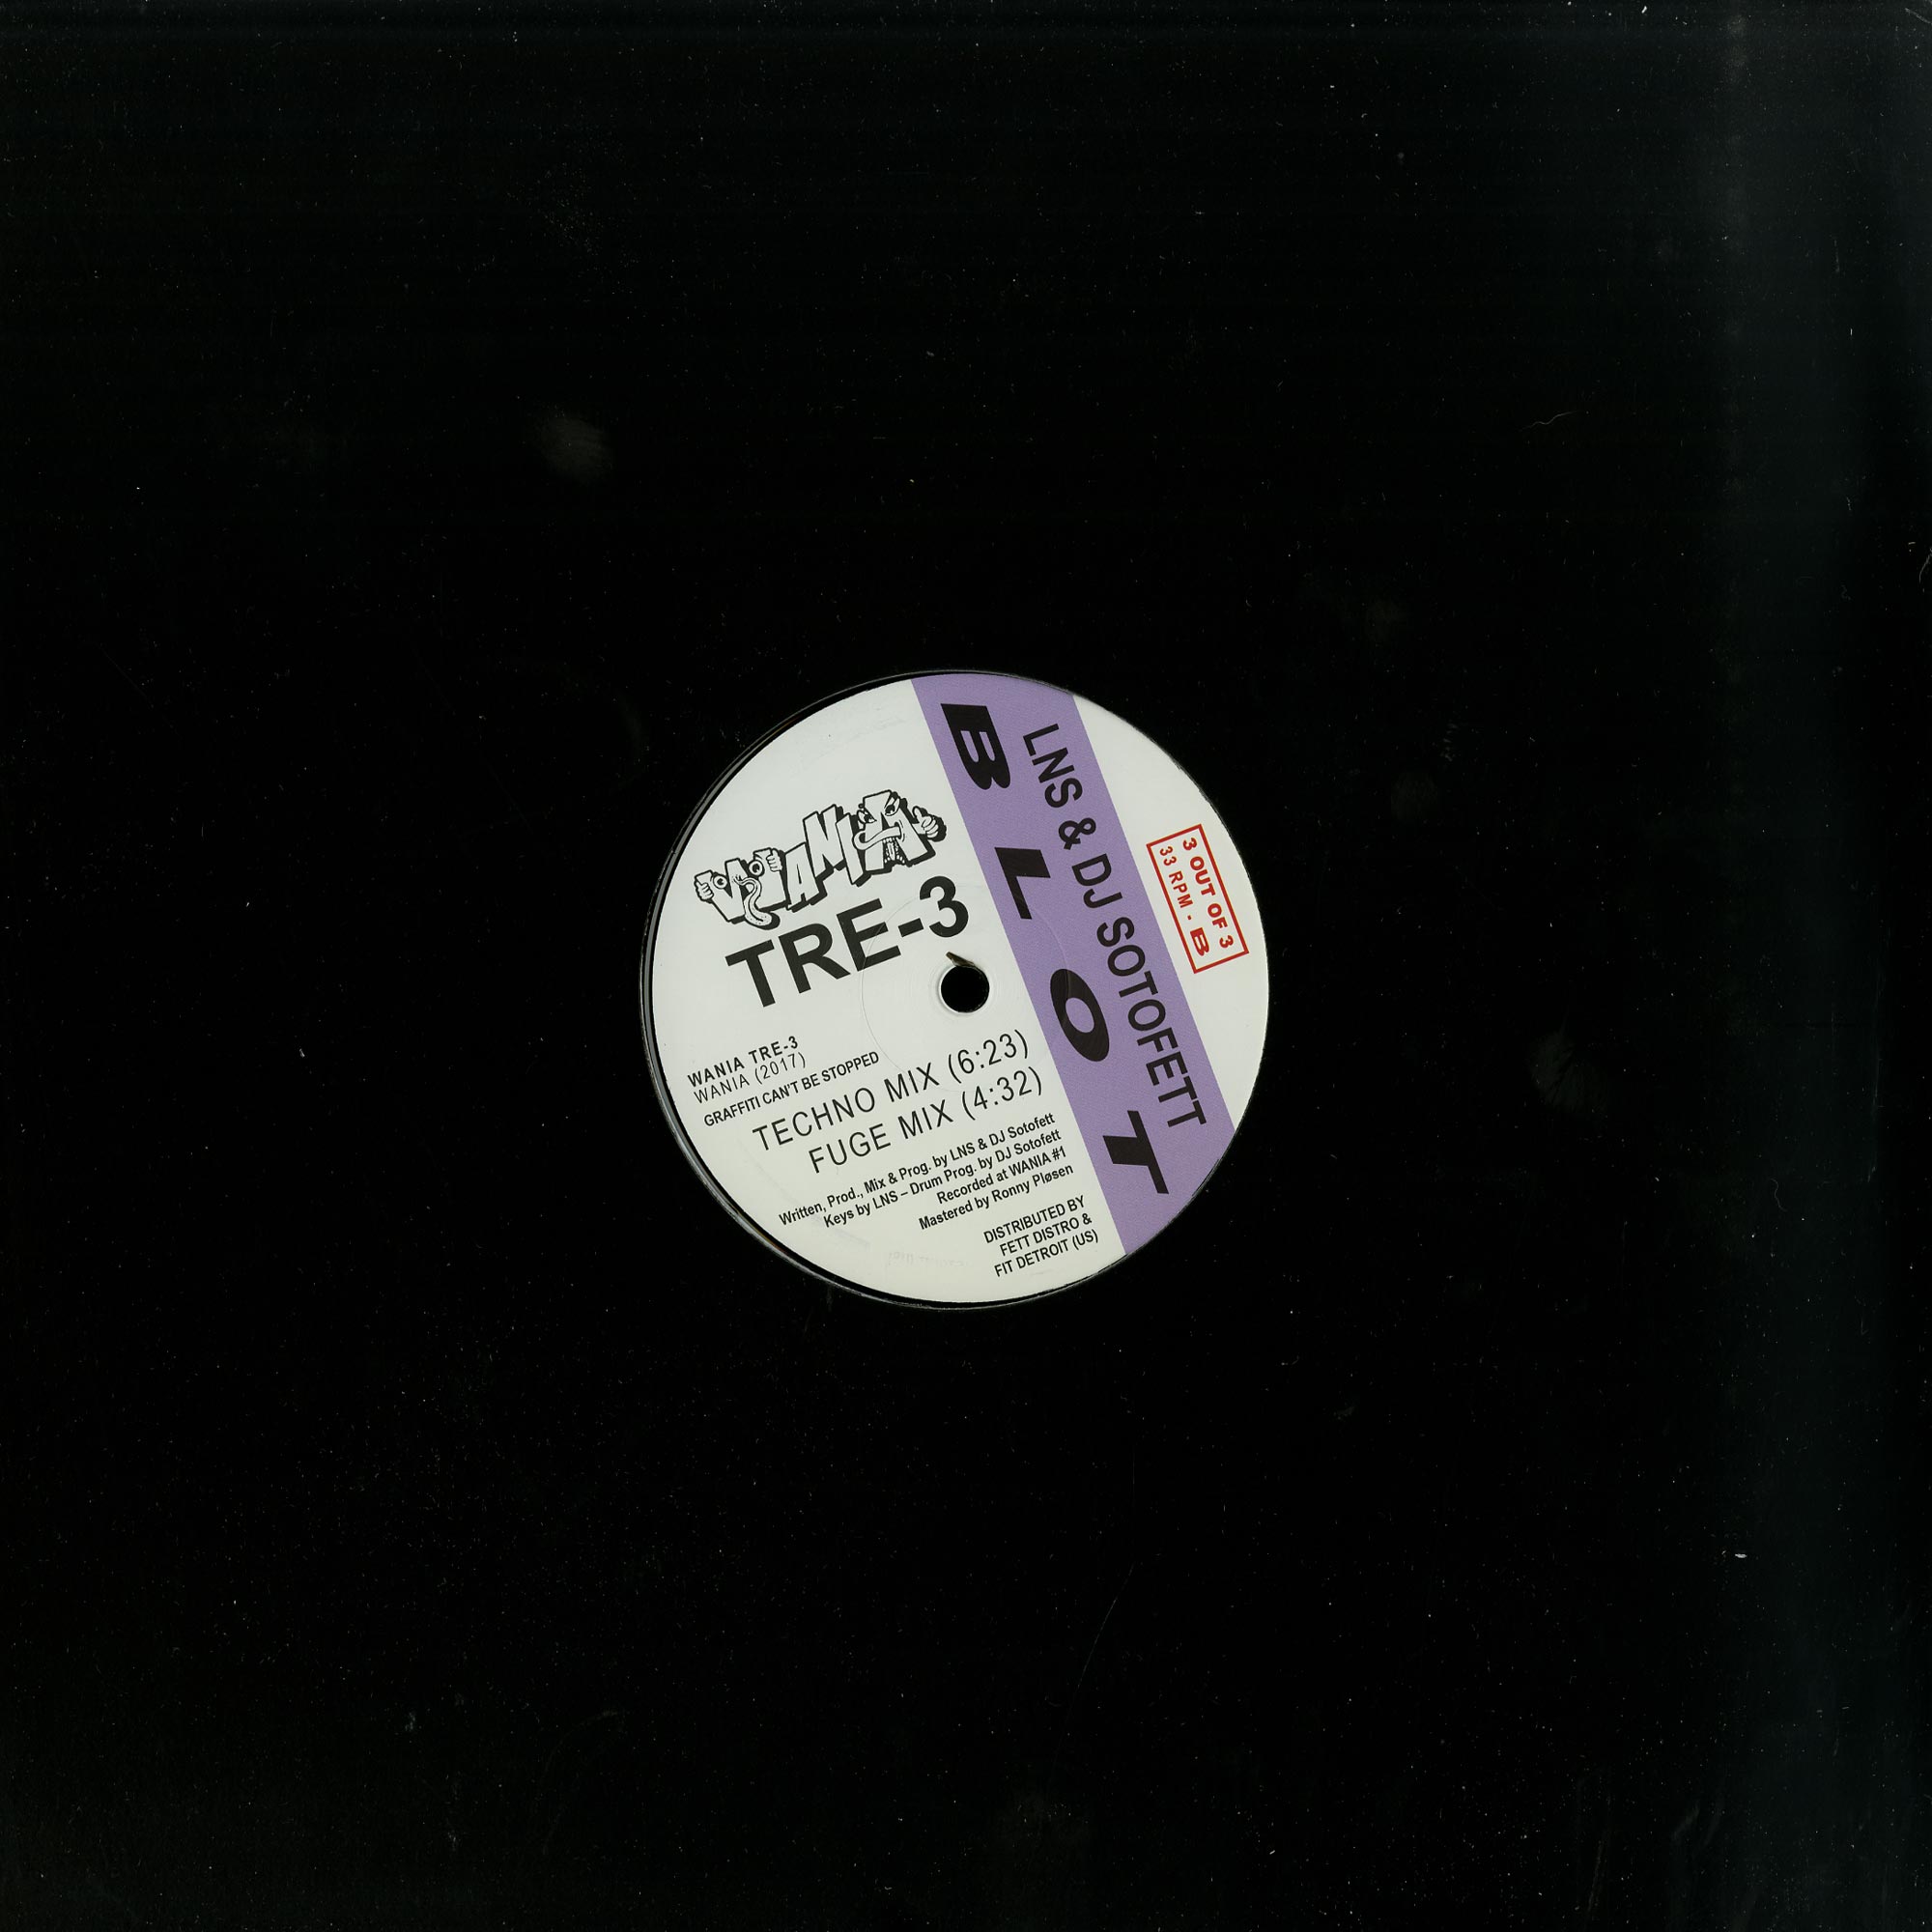 WANIA
TRE-3
WANIA TRE-3
WANIA (2017)
GRAFFITI CAN'T BE STOPPED
TECHNO MIX (6:23)
FUGE MIX (4:32)
Written, Prod., Mix & Prog. by LNS & DJ Sotofett
Keys by LNS – Drum Prog. by DJ Sotofett
Recorded at WANIA #1
Mastered by Ronny Pløsen
DISTRIBUTED BY
FETT DISTRO &
FIT DETROIT (US)
LNS & DJ SOTOFETT
BLOT
3 OUT OF 3
33 RPM - B